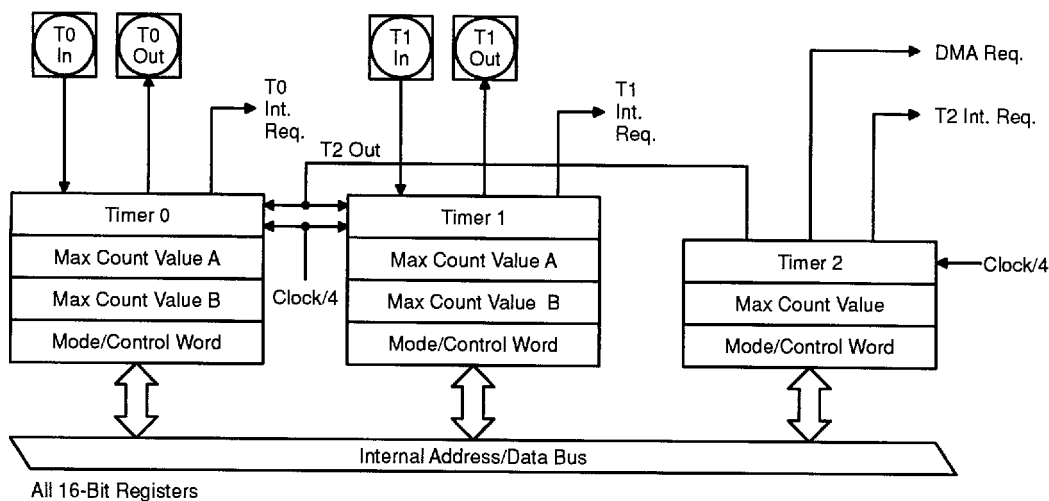 T0
In
T0
Out
T1
In
T1
Out
DMA Req.
T0
Int.
Req.
T1
Int.
Req.
T2 Int. Req.
T2 Out
Timer 0
Max Count Value A
Max Count Value B
Mode/Control Word
Clock/4
Timer 1
Max Count Value A
Max Count Value B
Mode/Control Word
Timer 2
Max Count Value
Mode/Control Word
Clock/4
Internal Address/Data Bus
All 16-Bit Registers